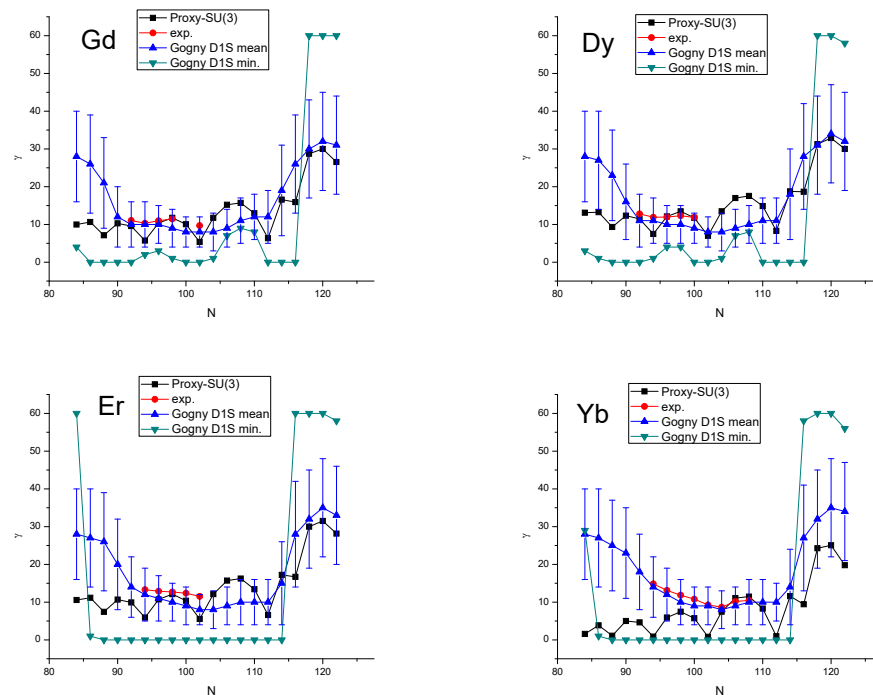 Gd
Proxy-SU(3)
exp.
Gogny D1S mean
Gogny D1S min.
60
50
40
30
20
10
0
γ
80 90 100 110 120
N
Dy
Proxy-SU(3)
exp.
Gogny D1S mean
Gogny D1S min.
60
50
40
30
20
10
0
γ
80 90 100 110 120
N
Er
Proxy-SU(3)
exp.
Gogny D1S mean
Gogny D1S min.
60
50
40
30
20
10
0
γ
80 90 100 110 120
N
Yb
Proxy-SU(3)
exp.
Gogny D1S mean
Gogny D1S min.
60
50
40
30
20
10
0
γ
80 90 100 110 120
N